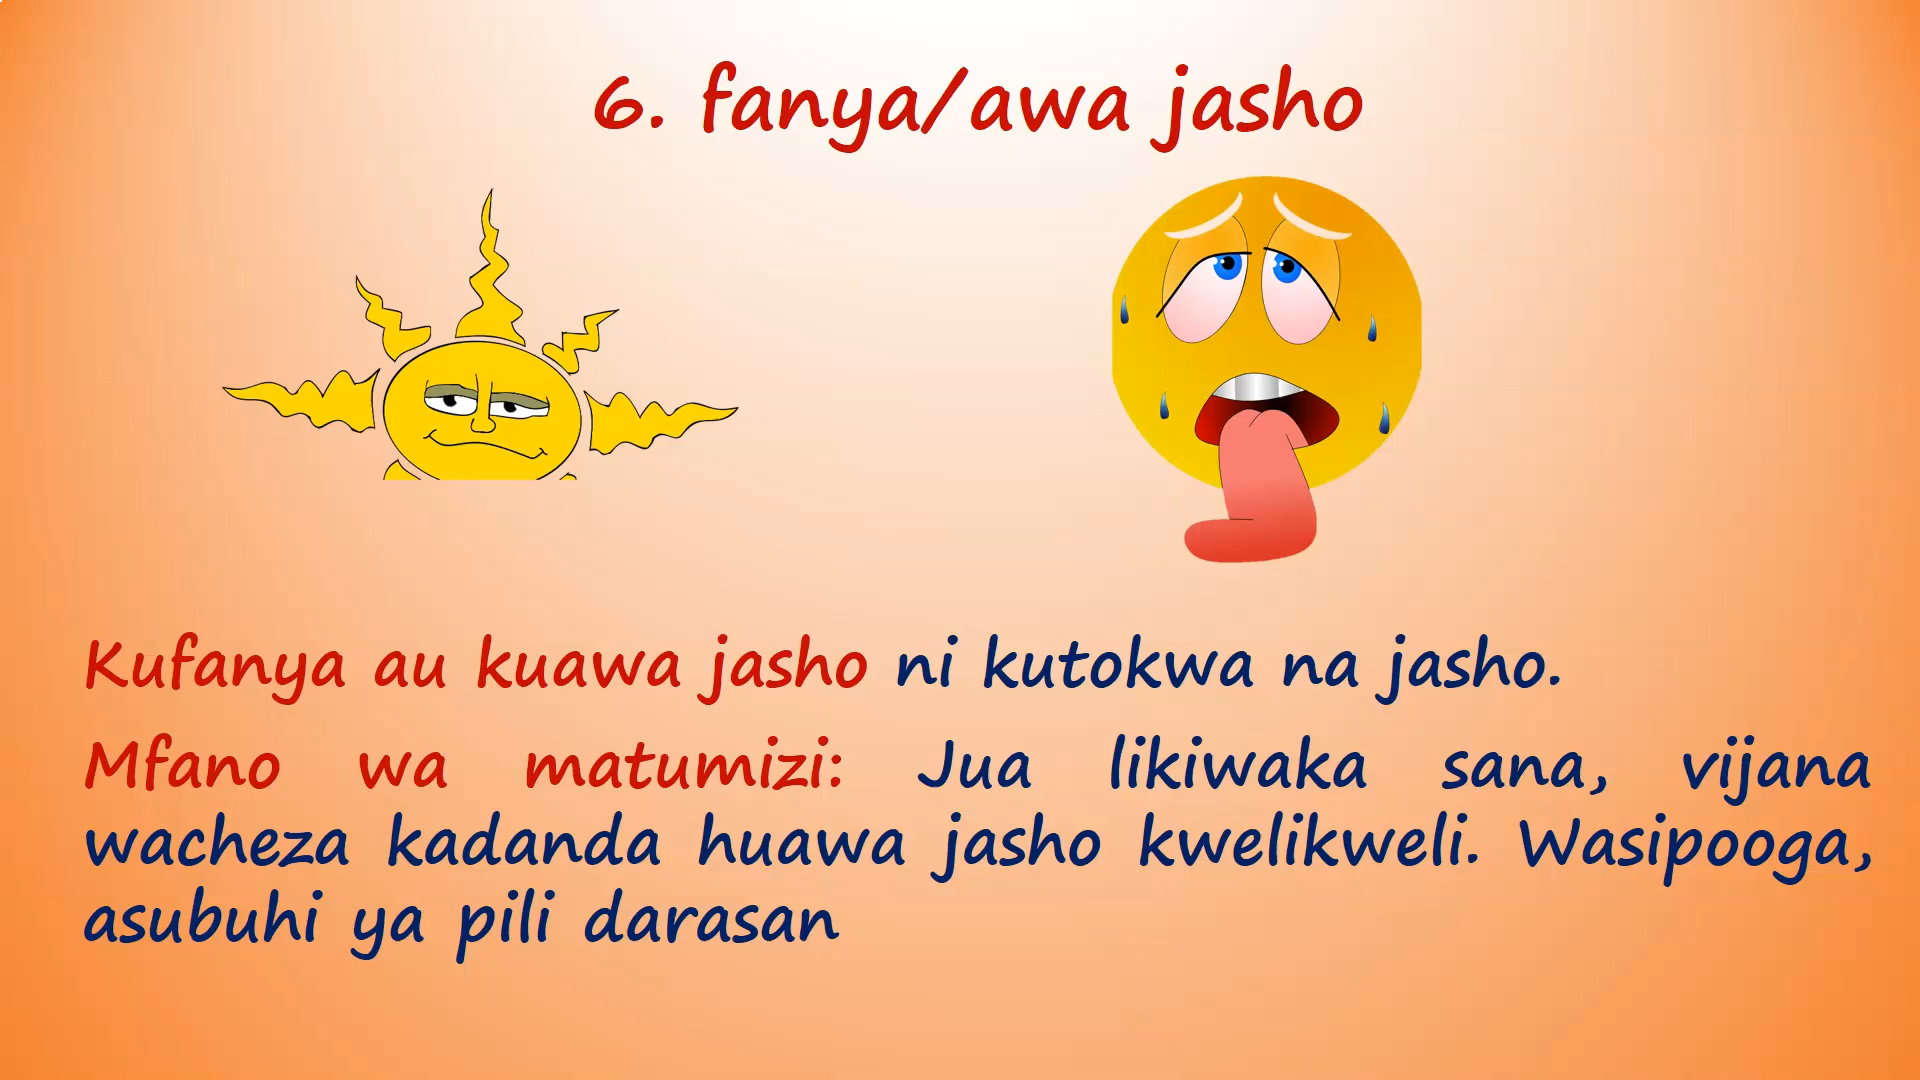 6. fanya/awa jasho
Kufanya au kuawa jasho ni kutokwa na jasho.
Mfano wa matumizi: Jua likiwaka sana, vijana
wacheza kadanda huawa jasho kwelikweli. Wasipooga,
asubuhi ya pili darasan